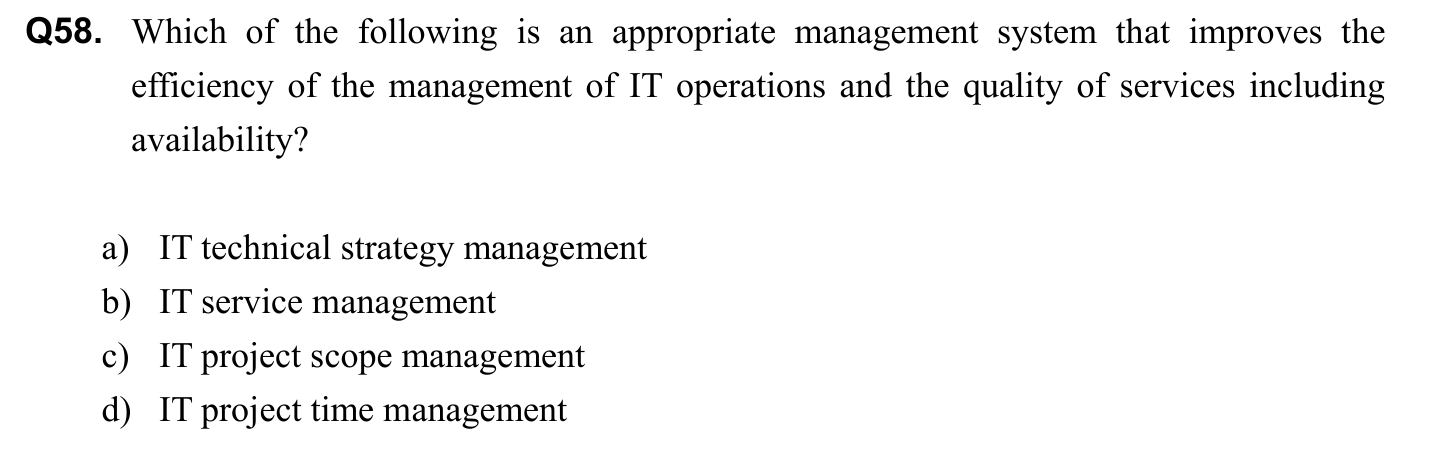 Q58. Which of the following is an appropriate management system that improves the
efficiency of the management of IT operations and the quality of services including
availability?
a) IT technical strategy management
b) IT service management
c) IT project scope management
d) IT project time management